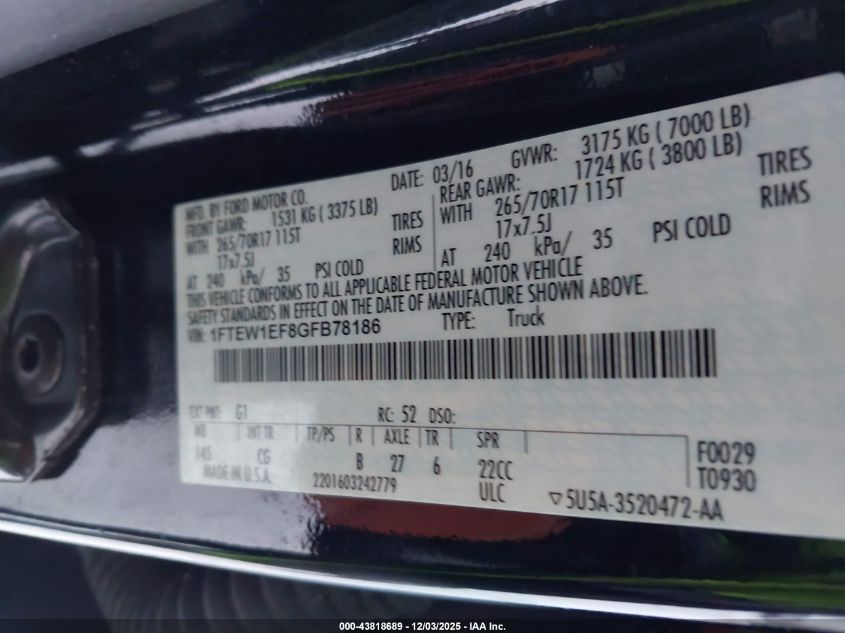 MFD. BY FORD MOTOR CO. DATE: 03/16 GVWR: 3175 KG ( 7000 LB)
FRONT GAWR: 1531 KG ( 3375 LB) REAR GAWR: 1724 KG ( 3800 LB)
WITH 265/70R17 115T TIRES WITH 265/70R17 115T TIRES
17x7.5J RIMS 17x7.5J RIMS
AT 240 kPa/ 35 PSI COLD AT 240 kPa/ 35 PSI COLD
THIS VEHICLE CONFORMS TO ALL APPLICABLE FEDERAL MOTOR VEHICLE
SAFETY STANDARDS IN EFFECT ON THE DATE OF MANUFACTURE SHOWN ABOVE.
VIN: 1FTEW1EF8GFB78186 TYPE: Truck
EXT PNT: G1 RC: 52 DSO:
WB INT TR TP/PS R AXLE TR SPR F0029
145 CG B 27 6 22CC T0930
MADE IN U.S.A. 2201603242779 ULC ▽5U5A-3520472-AA
000-43818689 - 12/03/2025 - IAA Inc.